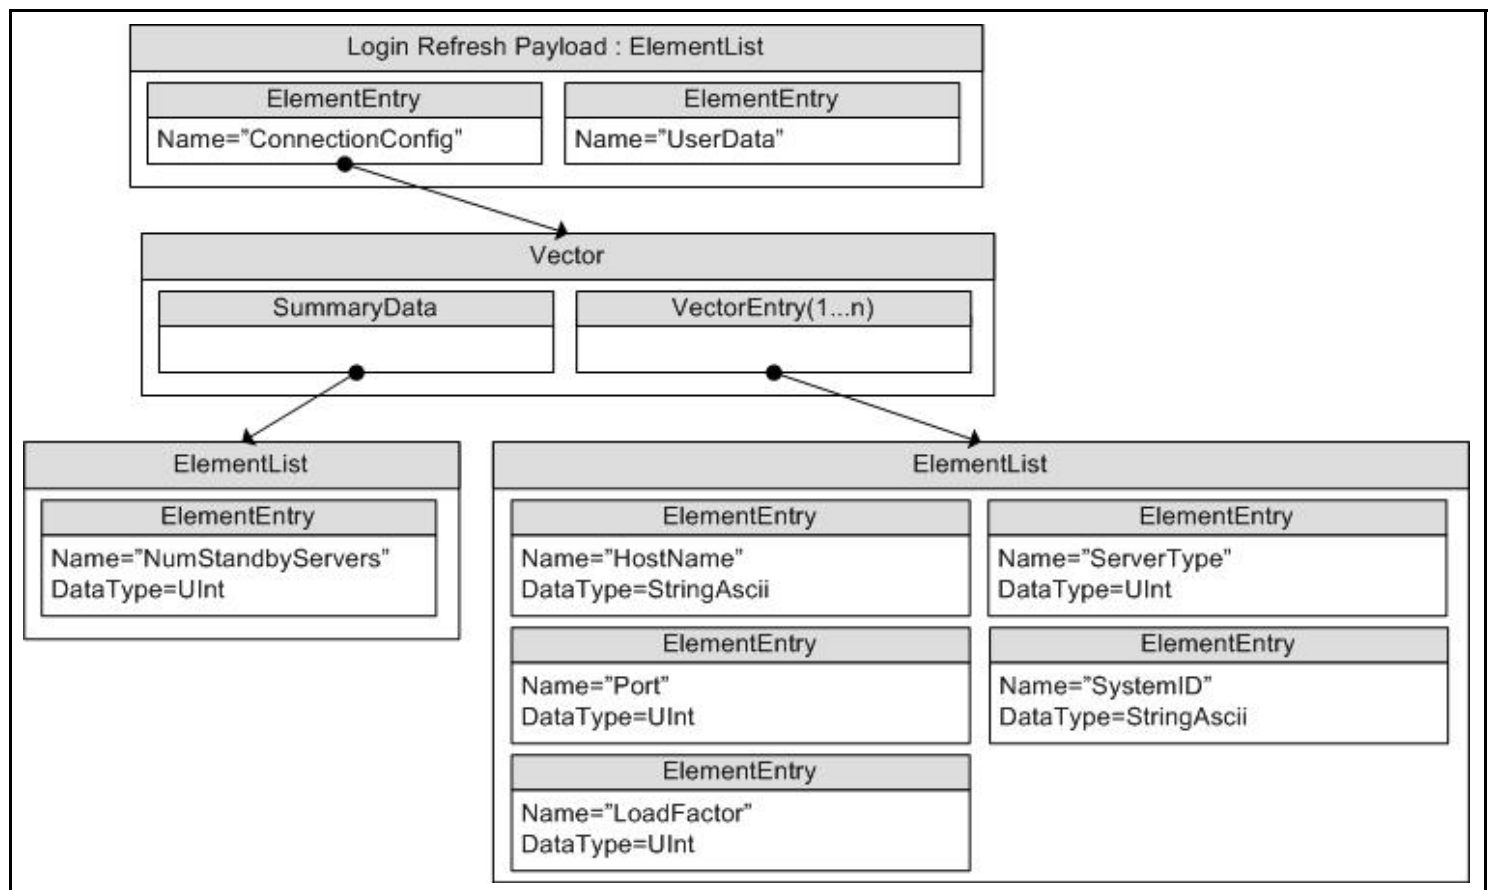 Login Refresh Payload : ElementList
ElementEntry
Name=”ConnectionConfig”
ElementEntry
Name=”UserData”
Vector
SummaryData
VectorEntry(1...n)
ElementList
ElementEntry
Name=”NumStandbyServers”
DataType=UInt
ElementList
ElementEntry
Name=”HostName”
DataType=StringAscii
ElementEntry
Name=”ServerType”
DataType=UInt
ElementEntry
Name=”Port”
DataType=UInt
ElementEntry
Name=”SystemID”
DataType=StringAscii
ElementEntry
Name=”LoadFactor”
DataType=UInt